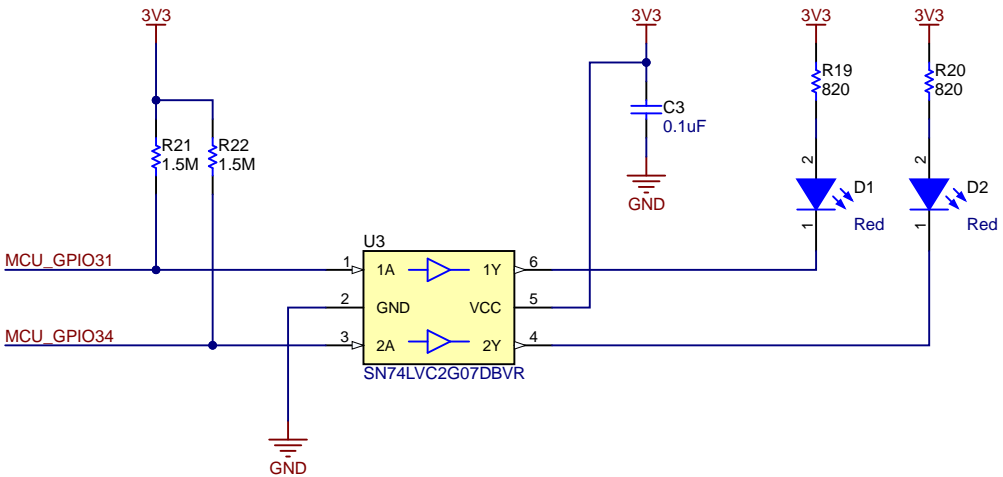 3V3
3V3
3V3
3V3
R19
820
R20
820
C3
0.1uF
R21
1.5M
R22
1.5M
2
2
D1
D2
1
Red
1
Red
GND
U3
MCU_GPIO31
1
1A
1Y
6
2
GND
VCC
5
MCU_GPIO34
3
2A
2Y
4
SN74LVC2G07DBVR
GND